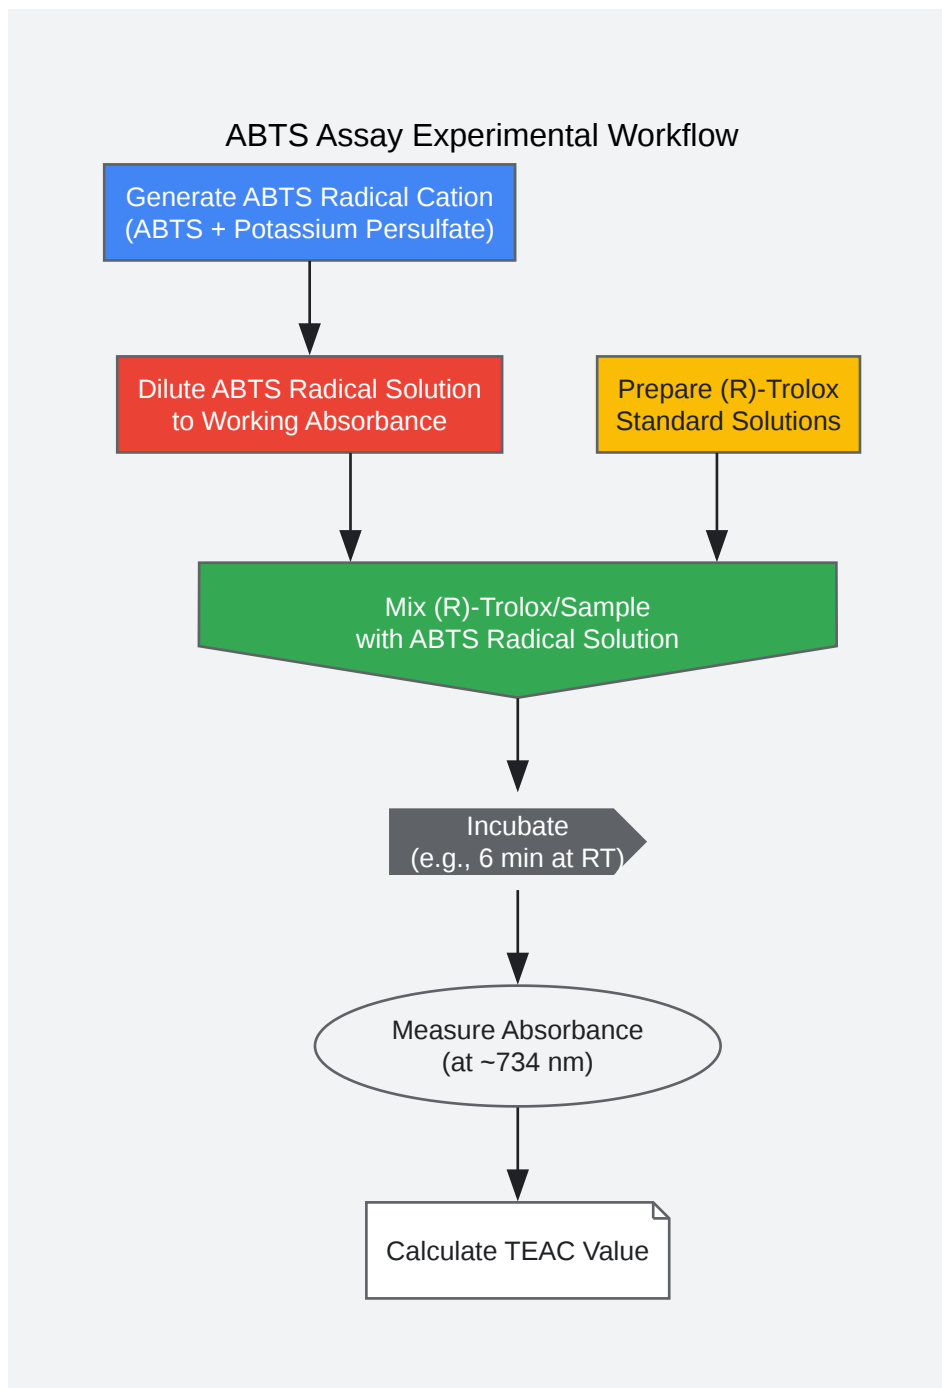 ABTS Assay Experimental Workflow
Generate ABTS Radical Cation
(ABTS + Potassium Persulfate)
Dilute ABTS Radical Solution
to Working Absorbance
Prepare (R)-Trolox
Standard Solutions
Mix (R)-Trolox/Sample
with ABTS Radical Solution
Incubate
(e.g., 6 min at RT)
Measure Absorbance
(at ~734 nm)
Calculate TEAC Value